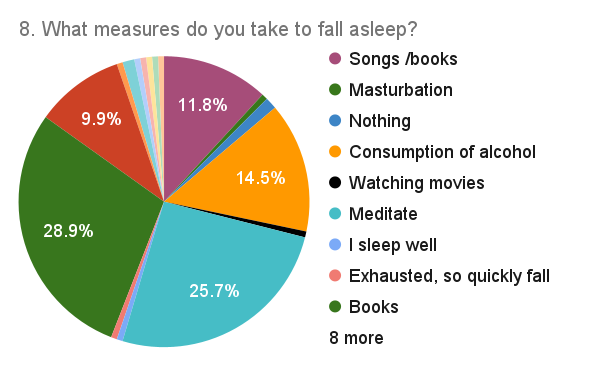 8. What measures do you take to fall asleep?
11.8%
14.5%
25.7%
28.9%
9.9%
Songs /books
Masturbation
Nothing
Consumption of alcohol
Watching movies
Meditate
I sleep well
Exhausted, so quickly fall
Books
8 more